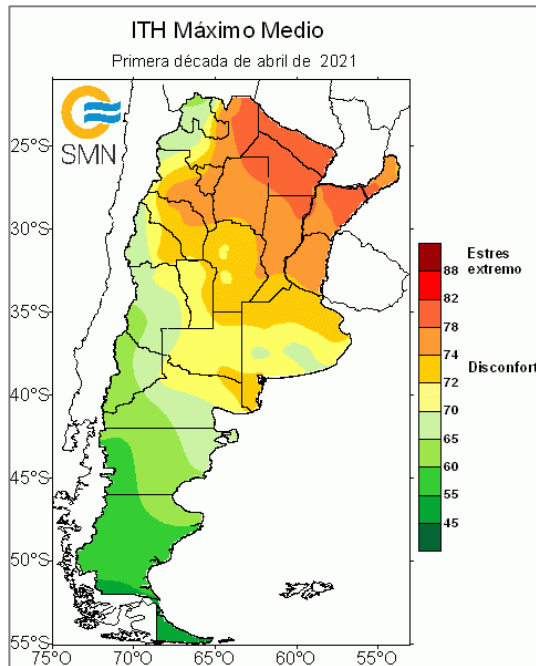 ITH Máximo Medio
Primera década de abril de 2021
SMN
25°S
30°S
35°S
40°S
45°S
50°S
55°S
75°O
70°O
65°O
60°O
55°O
Estres
extremo
88
82
78
74
Disconfort
72
70
65
60
55
45